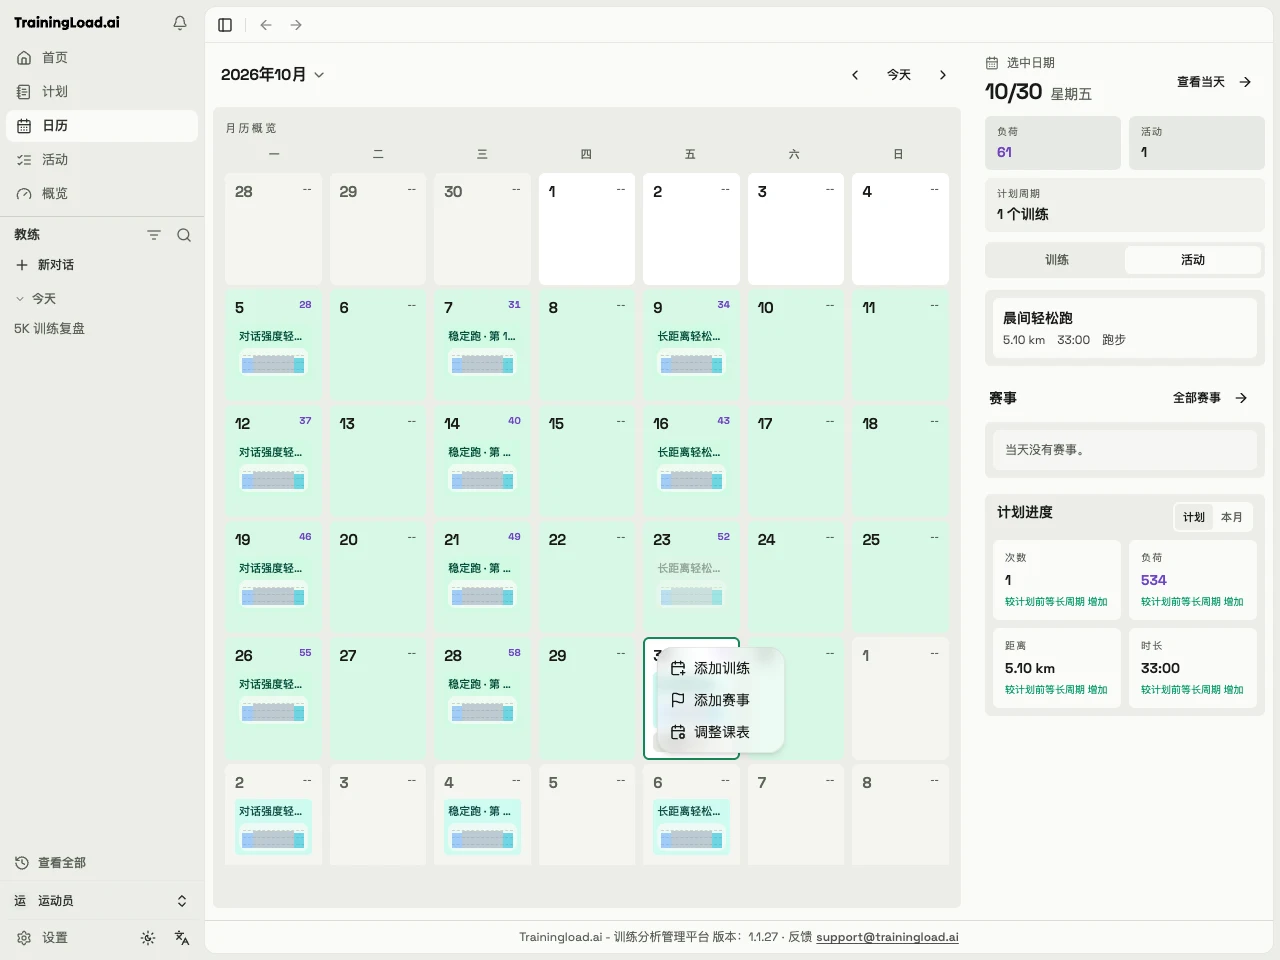 TrainingLoad.ai
首页
计划
日历
活动
概览
教练
新对话
今天
5K 训练复盘
查看全部
运 运动员
设置
2026年10月
今天
月历概览
一 二 三 四 五 六 日
28 -- 29 -- 30 -- 1 -- 2 -- 3 -- 4 --
5 28 6 -- 7 31 8 -- 9 34 10 -- 11 --
对话强度轻... 稳定跑 · 第 1... 长距离轻松...
12 37 13 -- 14 40 15 -- 16 43 17 -- 18 --
对话强度轻... 稳定跑 · 第 ... 长距离轻松...
19 46 20 -- 21 49 22 -- 23 52 24 -- 25 --
对话强度轻... 稳定跑 · 第 ... 长距离轻松...
26 55 27 -- 28 58 29 -- -- 1 --
对话强度轻... 稳定跑 · 第 ...
添加训练
添加赛事
调整课表
2 -- 3 -- 4 -- 5 -- 6 -- 7 -- 8 --
对话强度轻... 稳定跑 · 第 ... 长距离轻松...
选中日期
10/30 星期五
查看当天
负荷
61
活动
1
计划周期
1 个训练
训练 活动
晨间轻松跑
5.10 km 33:00 跑步
赛事 全部赛事
当天没有赛事。
计划进度 计划 本月
次数
1
较计划前等长周期 增加
负荷
534
较计划前等长周期 增加
距离
5.10 km
较计划前等长周期 增加
时长
33:00
较计划前等长周期 增加
Trainingload.ai - 训练分析管理平台 版本： 1.1.27 · 反馈 support@trainingload.ai